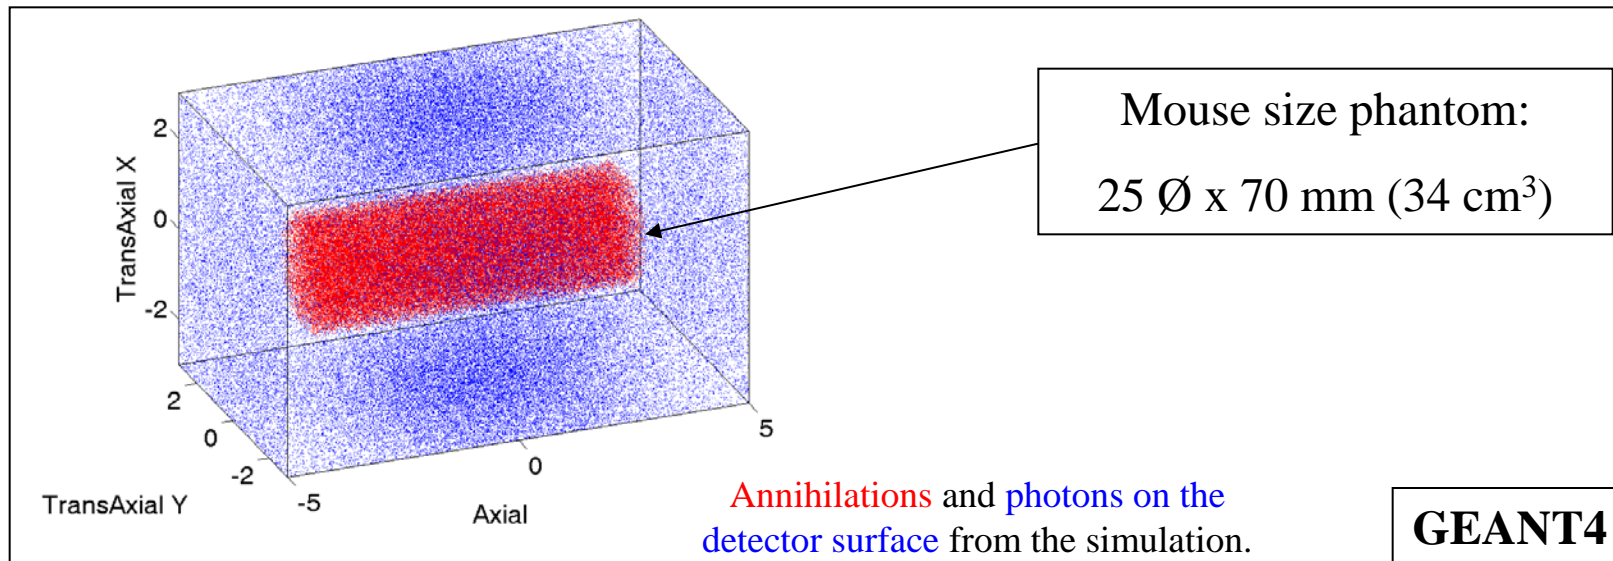 2
0
-2
TransAxial X
2
0
-2
TransAxial Y
-5
0
5
Axial
Mouse size phantom:
25 Ø x 70 mm (34 cm³)
Annihilations and photons on the
detector surface from the simulation.
GEANT4